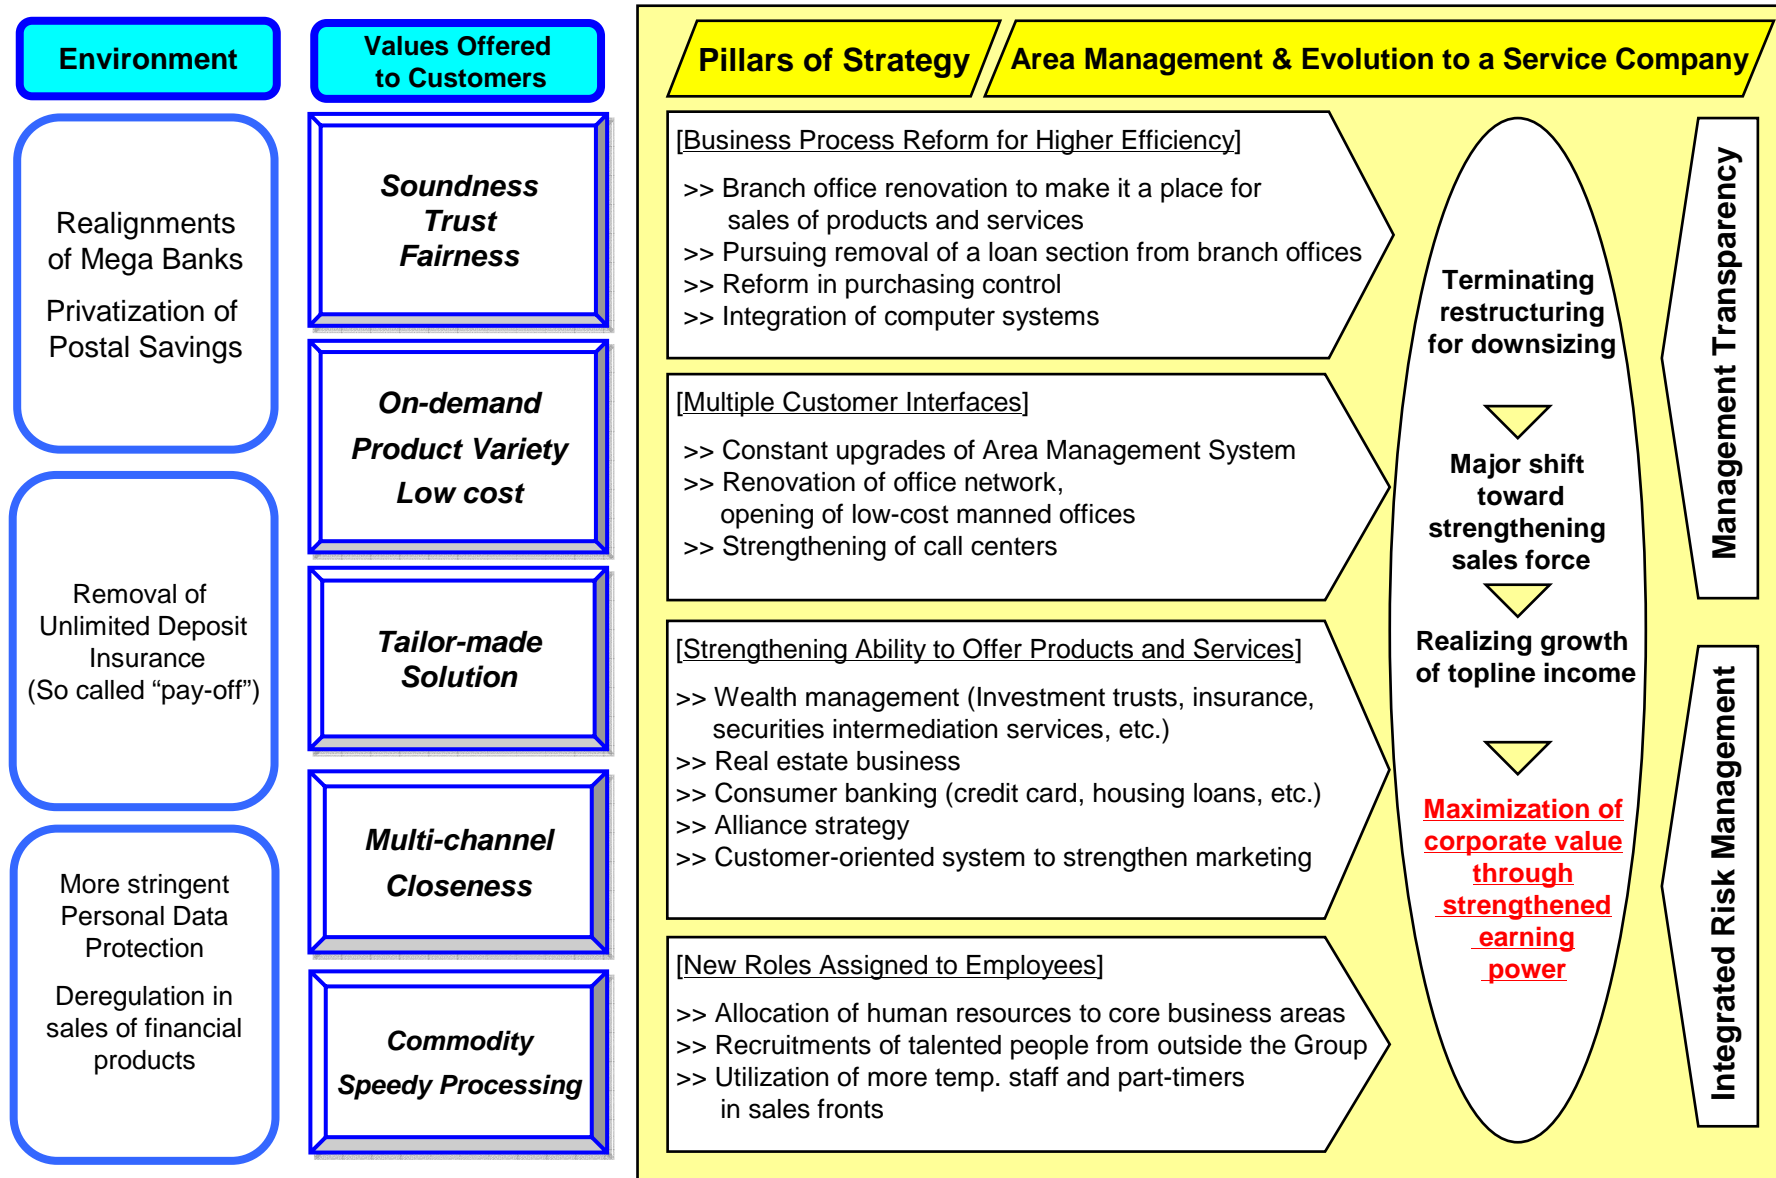 Environment
Realignments
of Mega Banks
Privatization of
Postal Savings
Removal of
Unlimited Deposit
Insurance
(So called “pay-off”)
More stringent
Personal Data
Protection
Deregulation in
sales of financial
products
Values Offered
to Customers
Soundness
Trust
Fairness
On-demand
Product Variety
Low cost
Tailor-made
Solution
Multi-channel
Closeness
Commodity
Speedy Processing
Pillars of Strategy
Area Management & Evolution to a Service Company
[Business Process Reform for Higher Efficiency]
>> Branch office renovation to make it a place for
sales of products and services
>> Pursuing removal of a loan section from branch offices
>> Reform in purchasing control
>> Integration of computer systems
[Multiple Customer Interfaces]
>> Constant upgrades of Area Management System
>> Renovation of office network,
opening of low-cost manned offices
>> Strengthening of call centers
[Strengthening Ability to Offer Products and Services]
>> Wealth management (Investment trusts, insurance,
securities intermediation services, etc.)
>> Real estate business
>> Consumer banking (credit card, housing loans, etc.)
>> Alliance strategy
>> Customer-oriented system to strengthen marketing
[New Roles Assigned to Employees]
>> Allocation of human resources to core business areas
>> Recruitments of talented people from outside the Group
>> Utilization of more temp. staff and part-timers
in sales fronts
Terminating
restructuring
for downsizing
Major shift
toward
strengthening
sales force
Realizing growth
of topline income
Maximization of
corporate value
through
strengthened
earning
power
Management Transparency
Integrated Risk Management